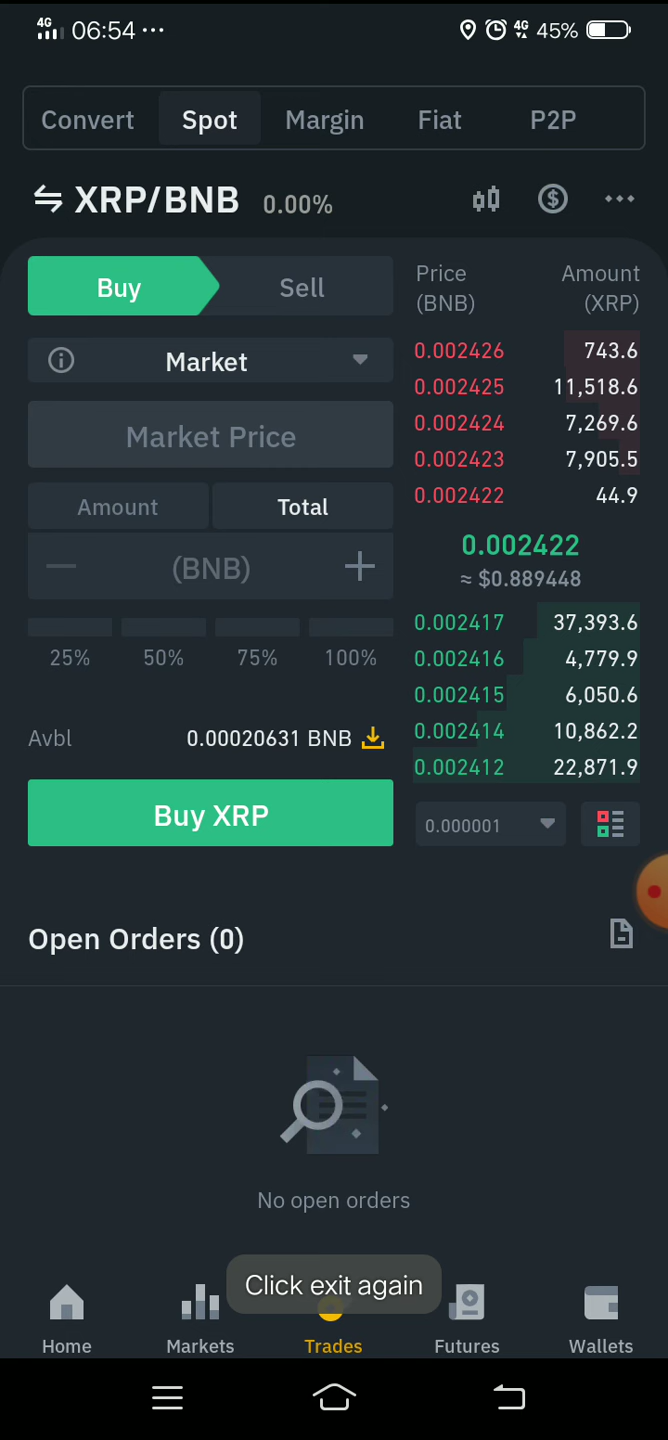 4G 06:54 ··· 4G 45%
Convert Spot Margin Fiat P2P
XRP/BNB 0.00%
Buy Sell
Market
Market Price
Amount Total
(BNB)
25% 50% 75% 100%
Avbl 0.00020631 BNB
Buy XRP
Price Amount
(BNB) (XRP)
0.002426 743.6
0.002425 11,518.6
0.002424 7,269.6
0.002423 7,905.5
0.002422 44.9
0.002422
≈ $0.889448
0.002417 37,393.6
0.002416 4,779.9
0.002415 6,050.6
0.002414 10,862.2
0.002412 22,871.9
0.000001
Open Orders (0)
No open orders
Click exit again
Home Markets Trades Futures Wallets